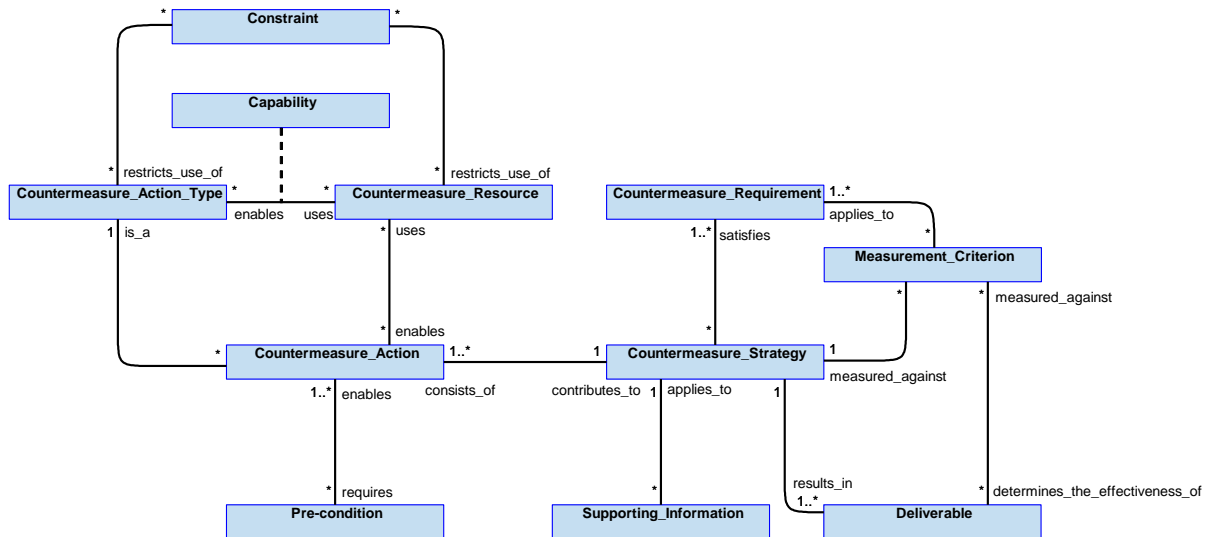 * Constraint *
Capability
* restricts_use_of * restricts_use_of
Countermeasure_Action_Type * * Countermeasure_Resource Countermeasure_Requirement 1..*
enables uses applies_to
1 is_a * uses 1..* satisfies *
Measurement_Criterion
* * measured_against
* enables *
* Countermeasure_Action 1..* 1 Countermeasure_Strategy 1
1..* enables consists_of contributes_to 1 applies_to 1 measured_against
results_in
* requires * 1..* * determines_the_effectiveness_of
Pre-condition Supporting_Information Deliverable